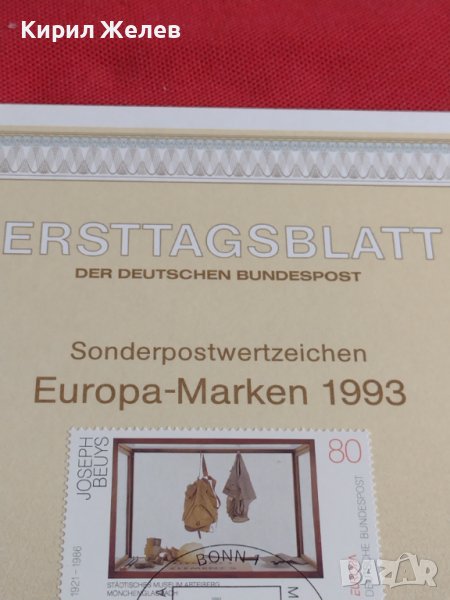 Кирил Желев
ERSTTAGSBLATT
DER DEUTSCHEN BUNDESPOST
Sonderpostwertzeichen
Europa-Marken 1993
JOSEPH
BEUYS
1921 - 1986
80
DEUTSCHE BUNDESPOST
BONN 1
STÄDTISCHES MUSEUM ABTEIBERG
MÖNCHENGLADBACH
BAZAR